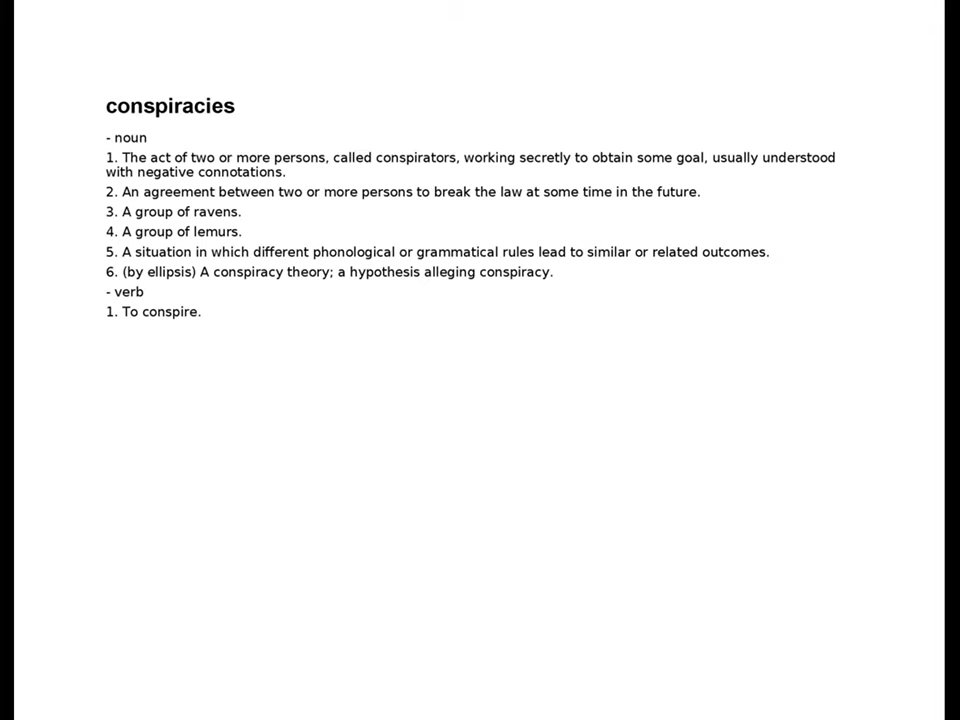 conspiracies
- noun
1. The act of two or more persons, called conspirators, working secretly to obtain some goal, usually understood
with negative connotations.
2. An agreement between two or more persons to break the law at some time in the future.
3. A group of ravens.
4. A group of lemurs.
5. A situation in which different phonological or grammatical rules lead to similar or related outcomes.
6. (by ellipsis) A conspiracy theory; a hypothesis alleging conspiracy.
- verb
1. To conspire.